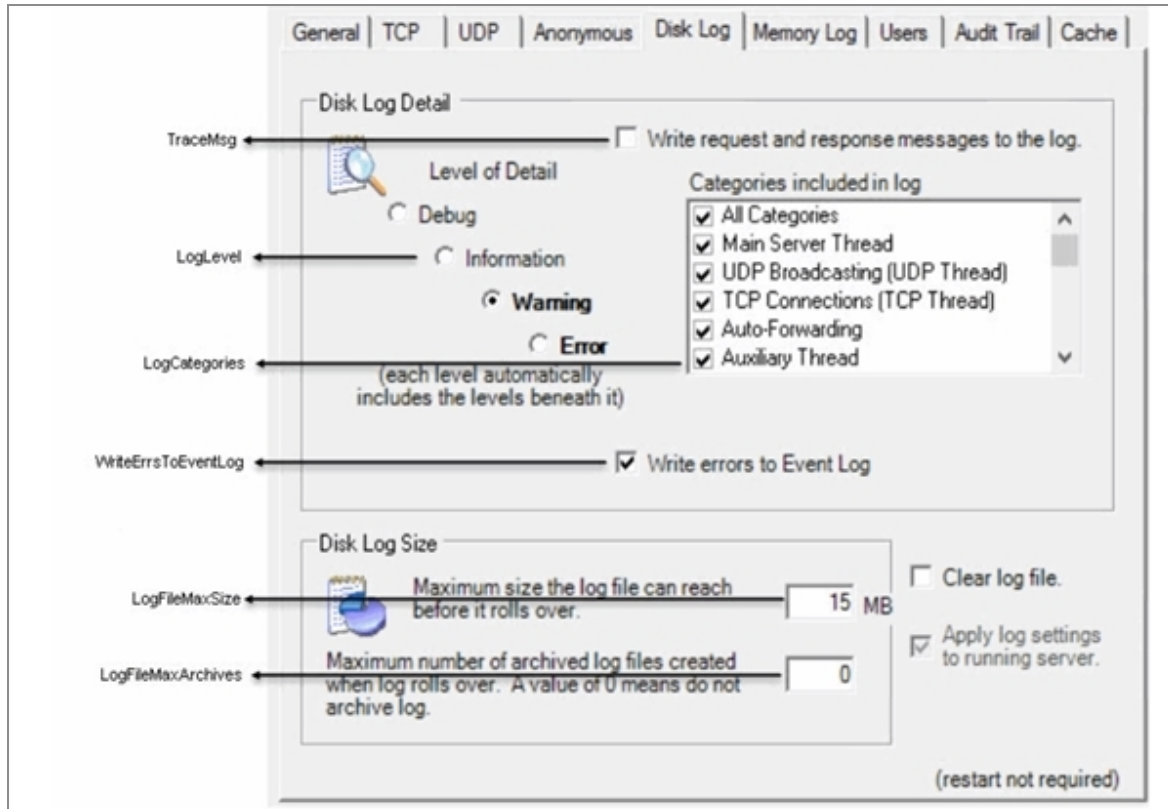 General TCP UDP Anonymous Disk Log Memory Log Users Audit Trail Cache
Disk Log Detail
TraceMsg
Write request and response messages to the log.
Level of Detail
Categories included in log
Debug
All Categories
Main Server Thread
LogLevel
Information
UDP Broadcasting (UDP Thread)
Warning
TCP Connections (TCP Thread)
Auto-Forwarding
Error
Auxiliary Thread
LogCategories
(each level automatically
includes the levels beneath it)
WriteErrsToEventLog
Write errors to Event Log
Disk Log Size
LogFileMaxSize
Maximum size the log file can reach
before it rolls over.
15 MB
Clear log file.
Apply log settings
to running server.
LogFileMaxArchives
Maximum number of archived log files created
when log rolls over. A value of 0 means do not
archive log.
0
(restart not required)